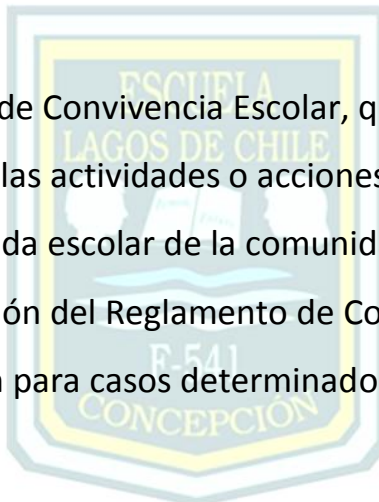 ESCUELA
de Convivencia Escolar, q
LAGOS DE CHILE
las actividades o acciones
da escolar de la comunid
ón del Reglamento de Co
F-541
para casos determinado
CONCEPCIÓN